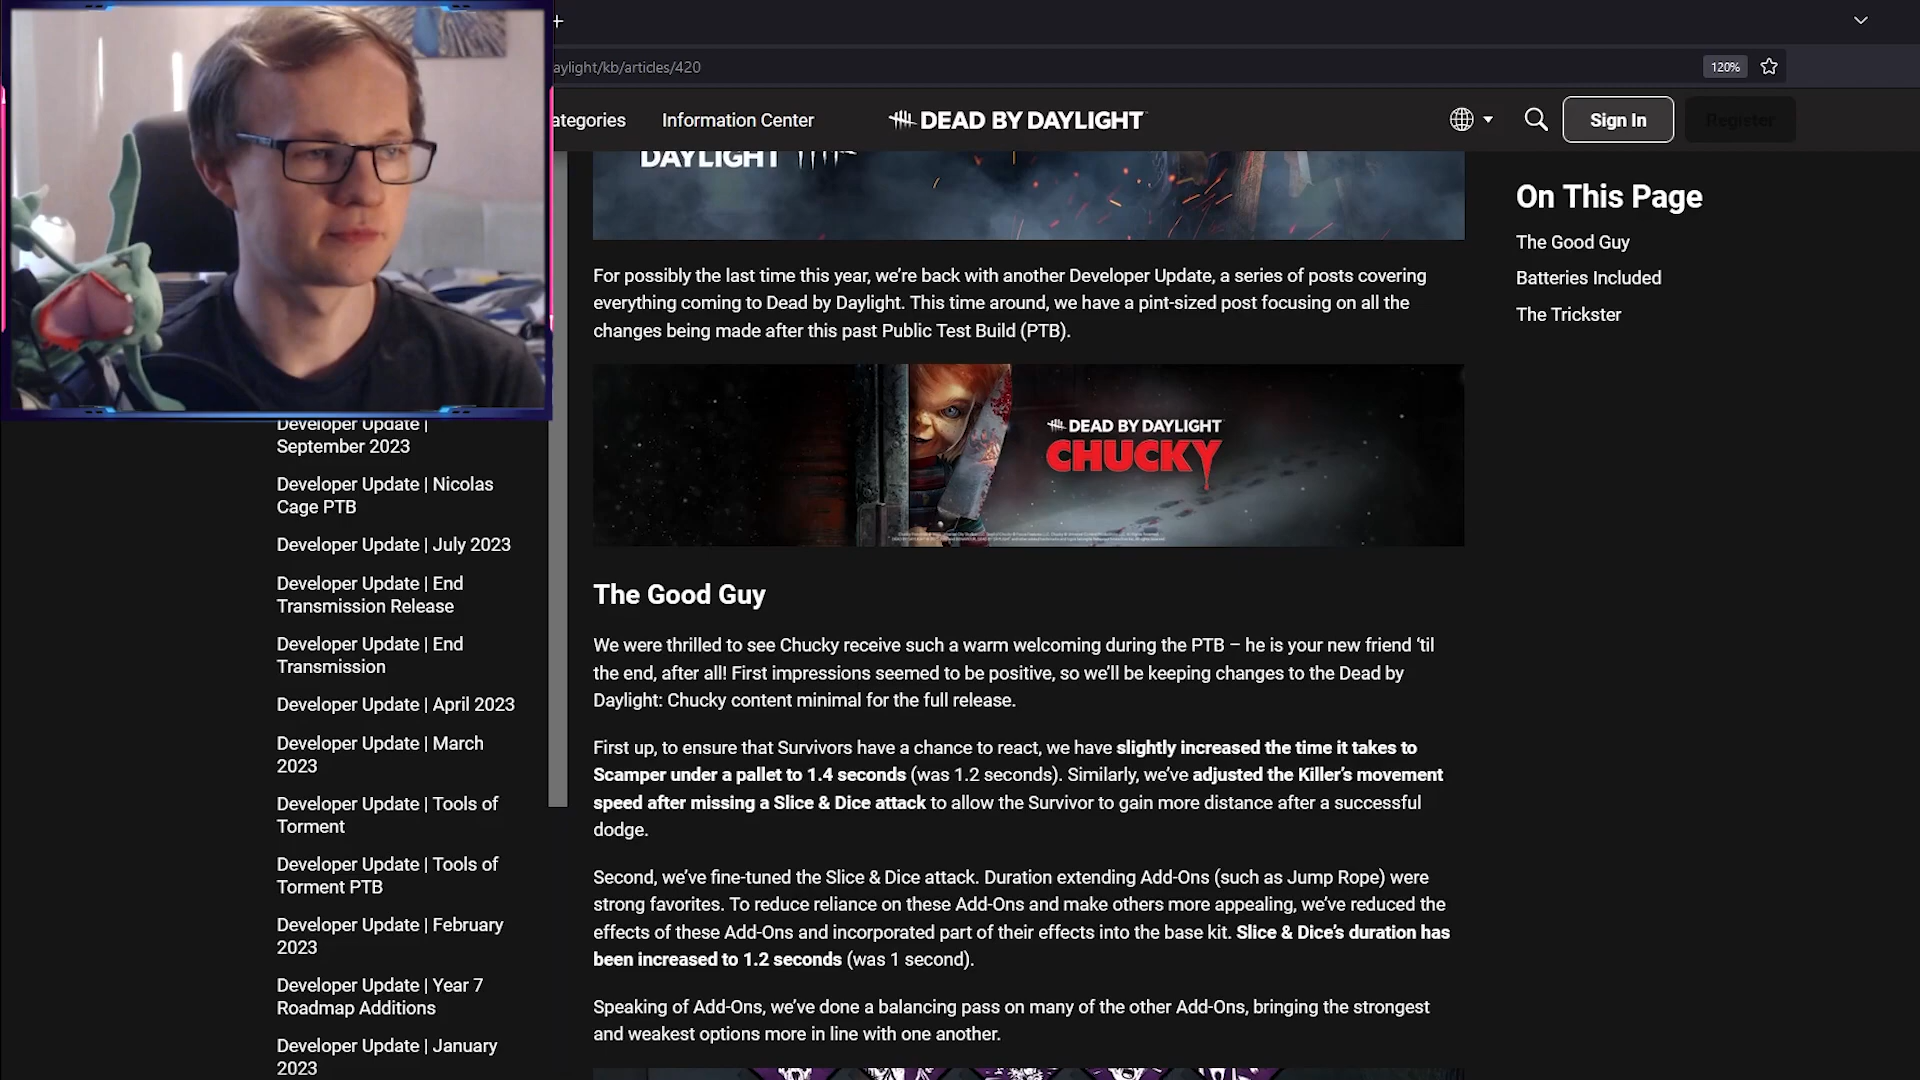 +
aylight/kb/articles/420
120%
ategories
Information Center
DEAD BY DAYLIGHT
Sign In
Register
DAYLIGHT
For possibly the last time this year, we’re back with another Developer Update, a series of posts covering
everything coming to Dead by Daylight. This time around, we have a pint-sized post focusing on all the
changes being made after this past Public Test Build (PTB).
DEAD BY DAYLIGHT
CHUCKY
The Good Guy
We were thrilled to see Chucky receive such a warm welcoming during the PTB – he is your new friend ‘til
the end, after all! First impressions seemed to be positive, so we’ll be keeping changes to the Dead by
Daylight: Chucky content minimal for the full release.
First up, to ensure that Survivors have a chance to react, we have slightly increased the time it takes to
Scamper under a pallet to 1.4 seconds (was 1.2 seconds). Similarly, we’ve adjusted the Killer’s movement
speed after missing a Slice & Dice attack to allow the Survivor to gain more distance after a successful
dodge.
Second, we’ve fine-tuned the Slice & Dice attack. Duration extending Add-Ons (such as Jump Rope) were
strong favorites. To reduce reliance on these Add-Ons and make others more appealing, we’ve reduced the
effects of these Add-Ons and incorporated part of their effects into the base kit. Slice & Dice’s duration has
been increased to 1.2 seconds (was 1 second).
Speaking of Add-Ons, we’ve done a balancing pass on many of the other Add-Ons, bringing the strongest
and weakest options more in line with one another.
On This Page
The Good Guy
Batteries Included
The Trickster
Developer Update |
September 2023
Developer Update | Nicolas
Cage PTB
Developer Update | July 2023
Developer Update | End
Transmission Release
Developer Update | End
Transmission
Developer Update | April 2023
Developer Update | March
2023
Developer Update | Tools of
Torment
Developer Update | Tools of
Torment PTB
Developer Update | February
2023
Developer Update | Year 7
Roadmap Additions
Developer Update | January
2023